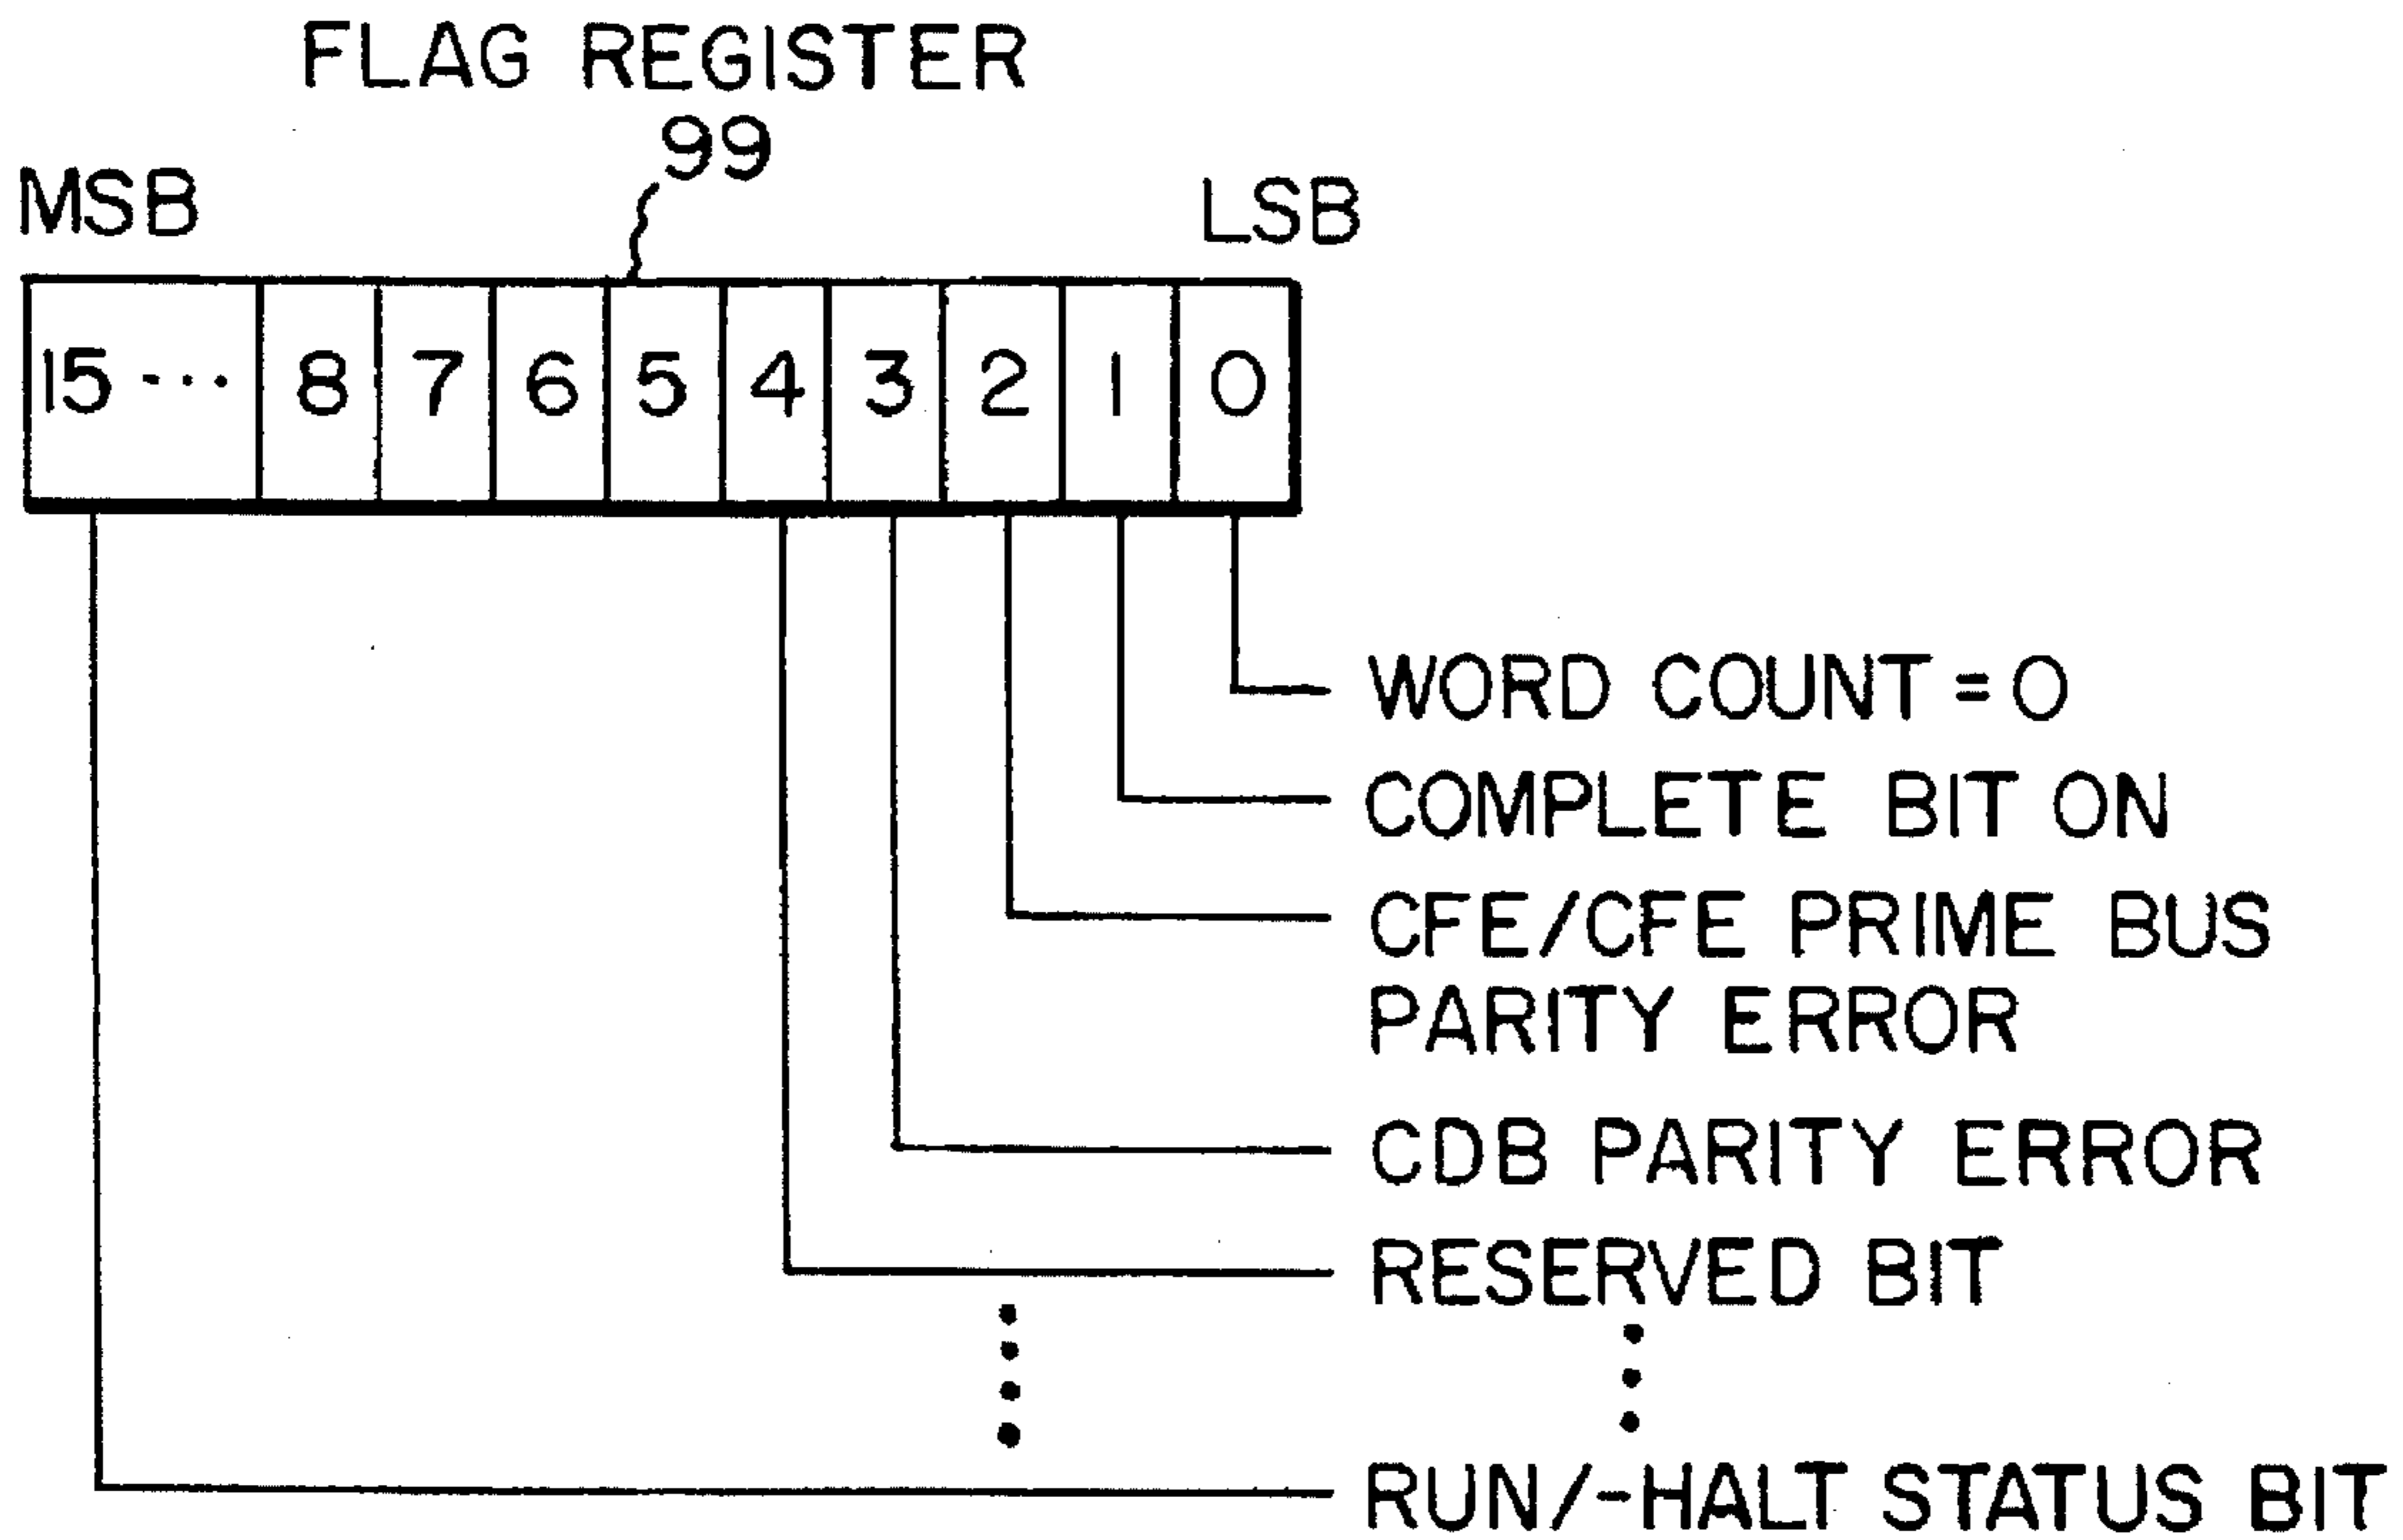 FLAG REGISTER
99
MSB
LSB
15 ... 8 7 6 5 4 3 2 1 0
WORD COUNT = 0
COMPLETE BIT ON
CFE/CFE PRIME BUS
PARITY ERROR
CDB PARITY ERROR
RESERVED BIT
RUN/-HALT STATUS BIT